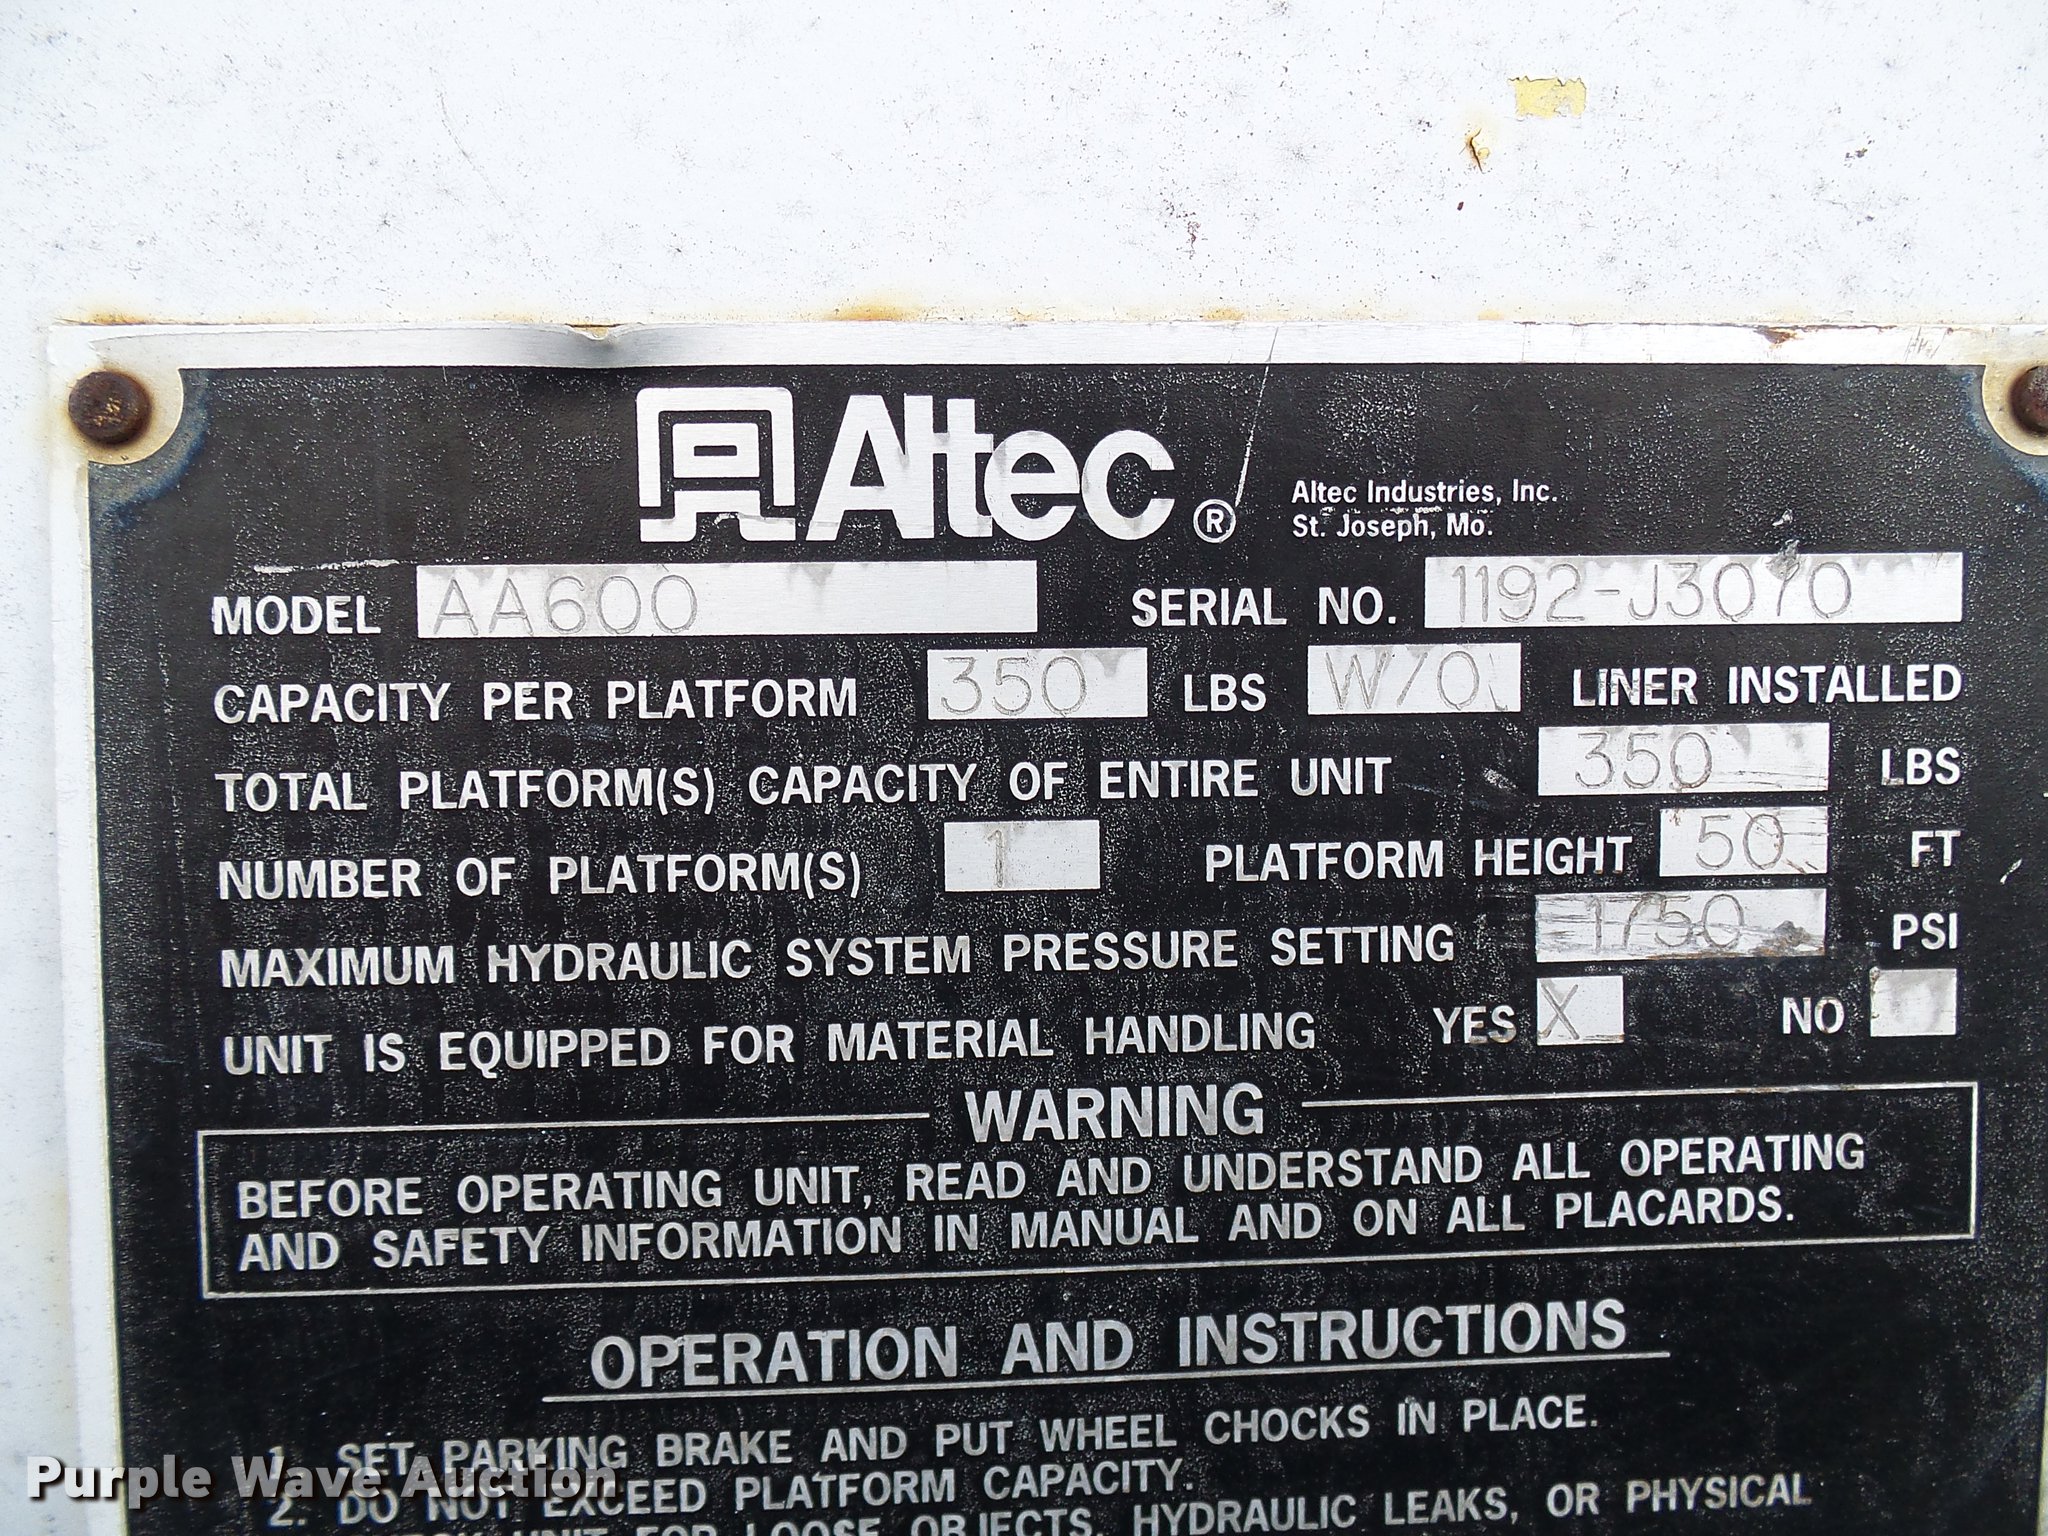 Altec ®
Altec Industries, Inc.
St. Joseph, Mo.
MODEL AA600 SERIAL NO.
CAPACITY PER PLATFORM 350 LBS W/O LINER INSTALLED
TOTAL PLATFORM(S) CAPACITY OF ENTIRE UNIT 350 LBS
NUMBER OF PLATFORM(S) 1 PLATFORM HEIGHT 50 FT
MAXIMUM HYDRAULIC SYSTEM PRESSURE SETTING 1750 PSI
UNIT IS EQUIPPED FOR MATERIAL HANDLING YES X NO
WARNING
BEFORE OPERATING UNIT, READ AND UNDERSTAND ALL OPERATING
AND SAFETY INFORMATION IN MANUAL AND ON ALL PLACARDS.
OPERATION AND INSTRUCTIONS
1. SET PARKING BRAKE AND PUT WHEEL CHOCKS IN PLACE.
2. DO NOT EXCEED PLATFORM CAPACITY.
UNIT FOR LOOSE OBJECTS, HYDRAULIC LEAKS, OR PHYSICAL
Purple Wave Auction